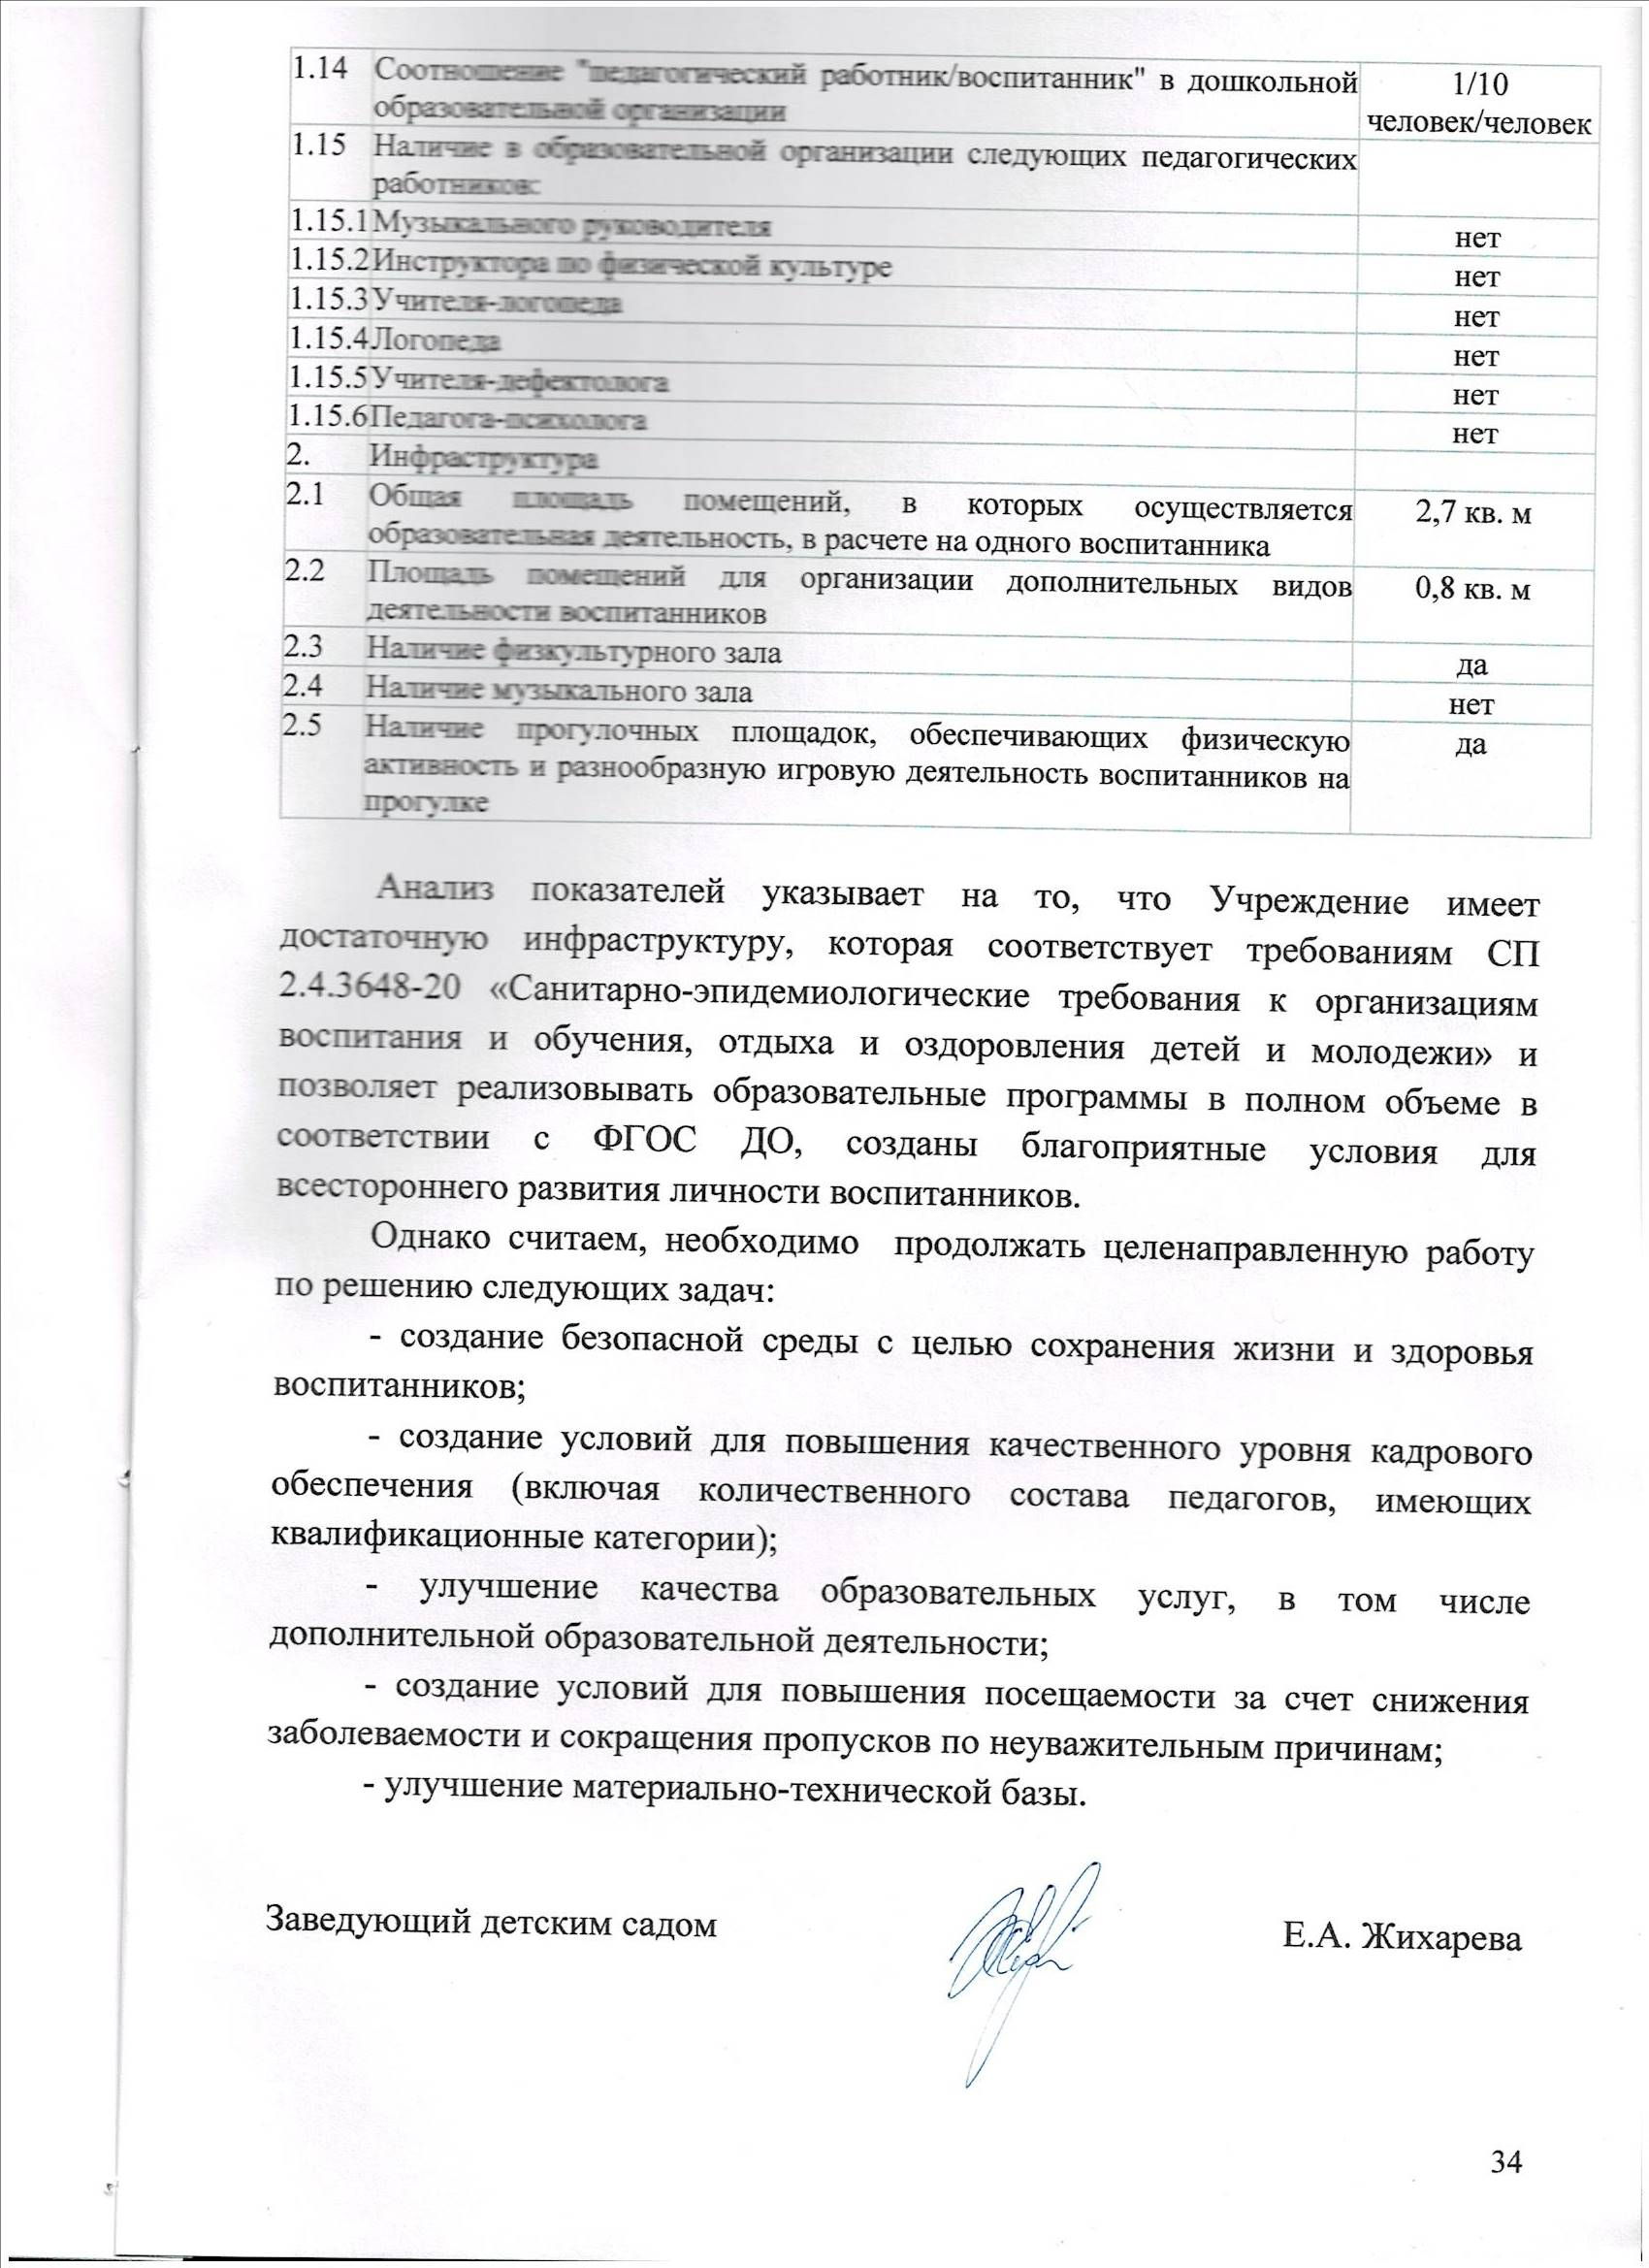 1.14 Соотношение "педагогический работник/воспитанник" в дошкольной 1/10
образовательной организации человек/человек
1.15 Наличие в образовательной организации следующих педагогических
работников:
1.15.1 Музыкального руководителя нет
1.15.2 Инструктора по физической культуре нет
1.15.3 Учителя-логопеда нет
1.15.4 Логопеда нет
1.15.5 Учителя-дефектолога нет
1.15.6 Педагога-психолога нет
2. Инфраструктура
2.1 Общая площадь помещений, в которых осуществляется 2,7 кв. м
образовательная деятельность, в расчете на одного воспитанника
2.2 Площадь помещений для организации дополнительных видов 0,8 кв. м
деятельности воспитанников
2.3 Наличие физкультурного зала да
2.4 Наличие музыкального зала нет
2.5 Наличие прогулочных площадок, обеспечивающих физическую да
активность и разнообразную игровую деятельность воспитанников на
прогулке
Анализ показателей указывает на то, что Учреждение имеет
достаточную инфраструктуру, которая соответствует требованиям СП
2.4.3648-20 «Санитарно-эпидемиологические требования к организациям
воспитания и обучения, отдыха и оздоровления детей и молодежи» и
позволяет реализовывать образовательные программы в полном объеме в
соответствии с ФГОС ДО, созданы благоприятные условия для
всестороннего развития личности воспитанников.
Однако считаем, необходимо продолжать целенаправленную работу
по решению следующих задач:
- создание безопасной среды с целью сохранения жизни и здоровья
воспитанников;
- создание условий для повышения качественного уровня кадрового
обеспечения (включая количественного состава педагогов, имеющих
квалификационные категории);
- улучшение качества образовательных услуг, в том числе
дополнительной образовательной деятельности;
- создание условий для повышения посещаемости за счет снижения
заболеваемости и сокращения пропусков по неуважительным причинам;
- улучшение материально-технической базы.
Заведующий детским садом Е.А. Жихарева
34